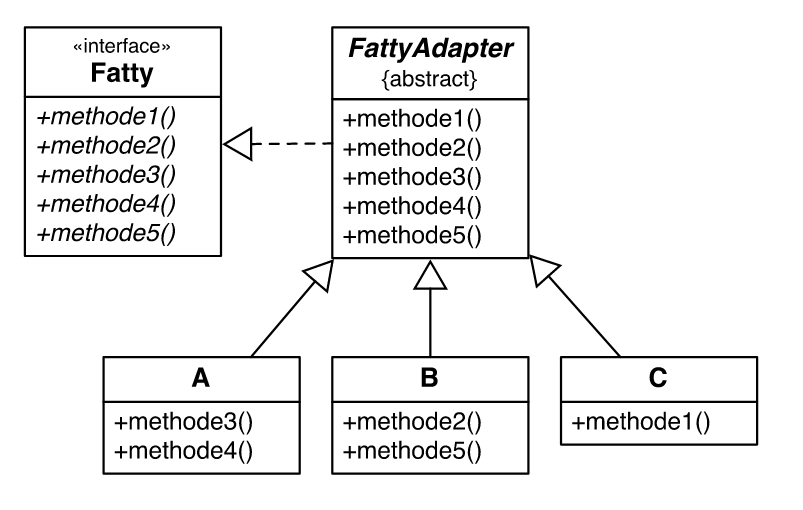 «interface»
Fatty
+methode1()
+methode2()
+methode3()
+methode4()
+methode5()
FattyAdapter
{abstract}
+methode1()
+methode2()
+methode3()
+methode4()
+methode5()
A
+methode3()
+methode4()
B
+methode2()
+methode5()
C
+methode1()